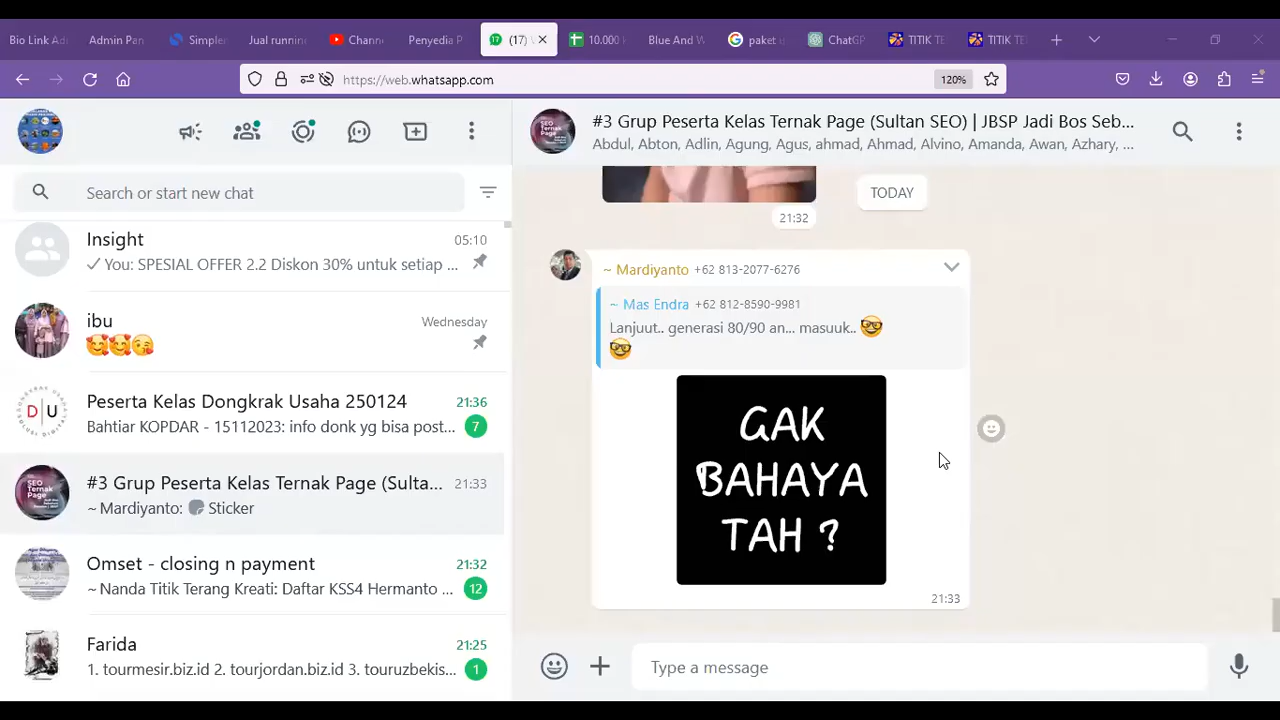 Bio Link Ad
Admin Pan
Simple
Jual runnin
Chann
Penyedia P
(17)
10.000
Blue And W
paket u
ChatGP
TITIK TE
TITIK TE
https://web.whatsapp.com
120%
#3 Grup Peserta Kelas Ternak Page (Sultan SEO) | JBSP Jadi Bos Seb...
Abdul, Abton, Adlin, Agung, Agus, ahmad, Ahmad, Alvino, Amanda, Awan, Azhary, ...
Search or start new chat
Insight
05:10
You: SPESIAL OFFER 2.2 Diskon 30% untuk setiap ...
ibu
Wednesday
Peserta Kelas Dongkrak Usaha 250124
21:36
Bahtiar KOPDAR - 15112023: info donk yg bisa post...
7
D U
#3 Grup Peserta Kelas Ternak Page (Sulta...
21:33
~ Mardiyanto: Sticker
SEO
Ternak
Page
Omset - closing n payment
21:32
~ Nanda Titik Terang Kreati: Daftar KSS4 Hermanto ...
12
Farida
21:25
1. tourmesir.biz.id 2. tourjordan.biz.id 3. touruzbekis...
1
TODAY
21:32
~ Mardiyanto +62 813-2077-6276
~ Mas Endra +62 812-8590-9981
Lanjuut.. generasi 80/90 an... masuuk..
GAK
BAHAYA
TAH ?
21:33
Type a message